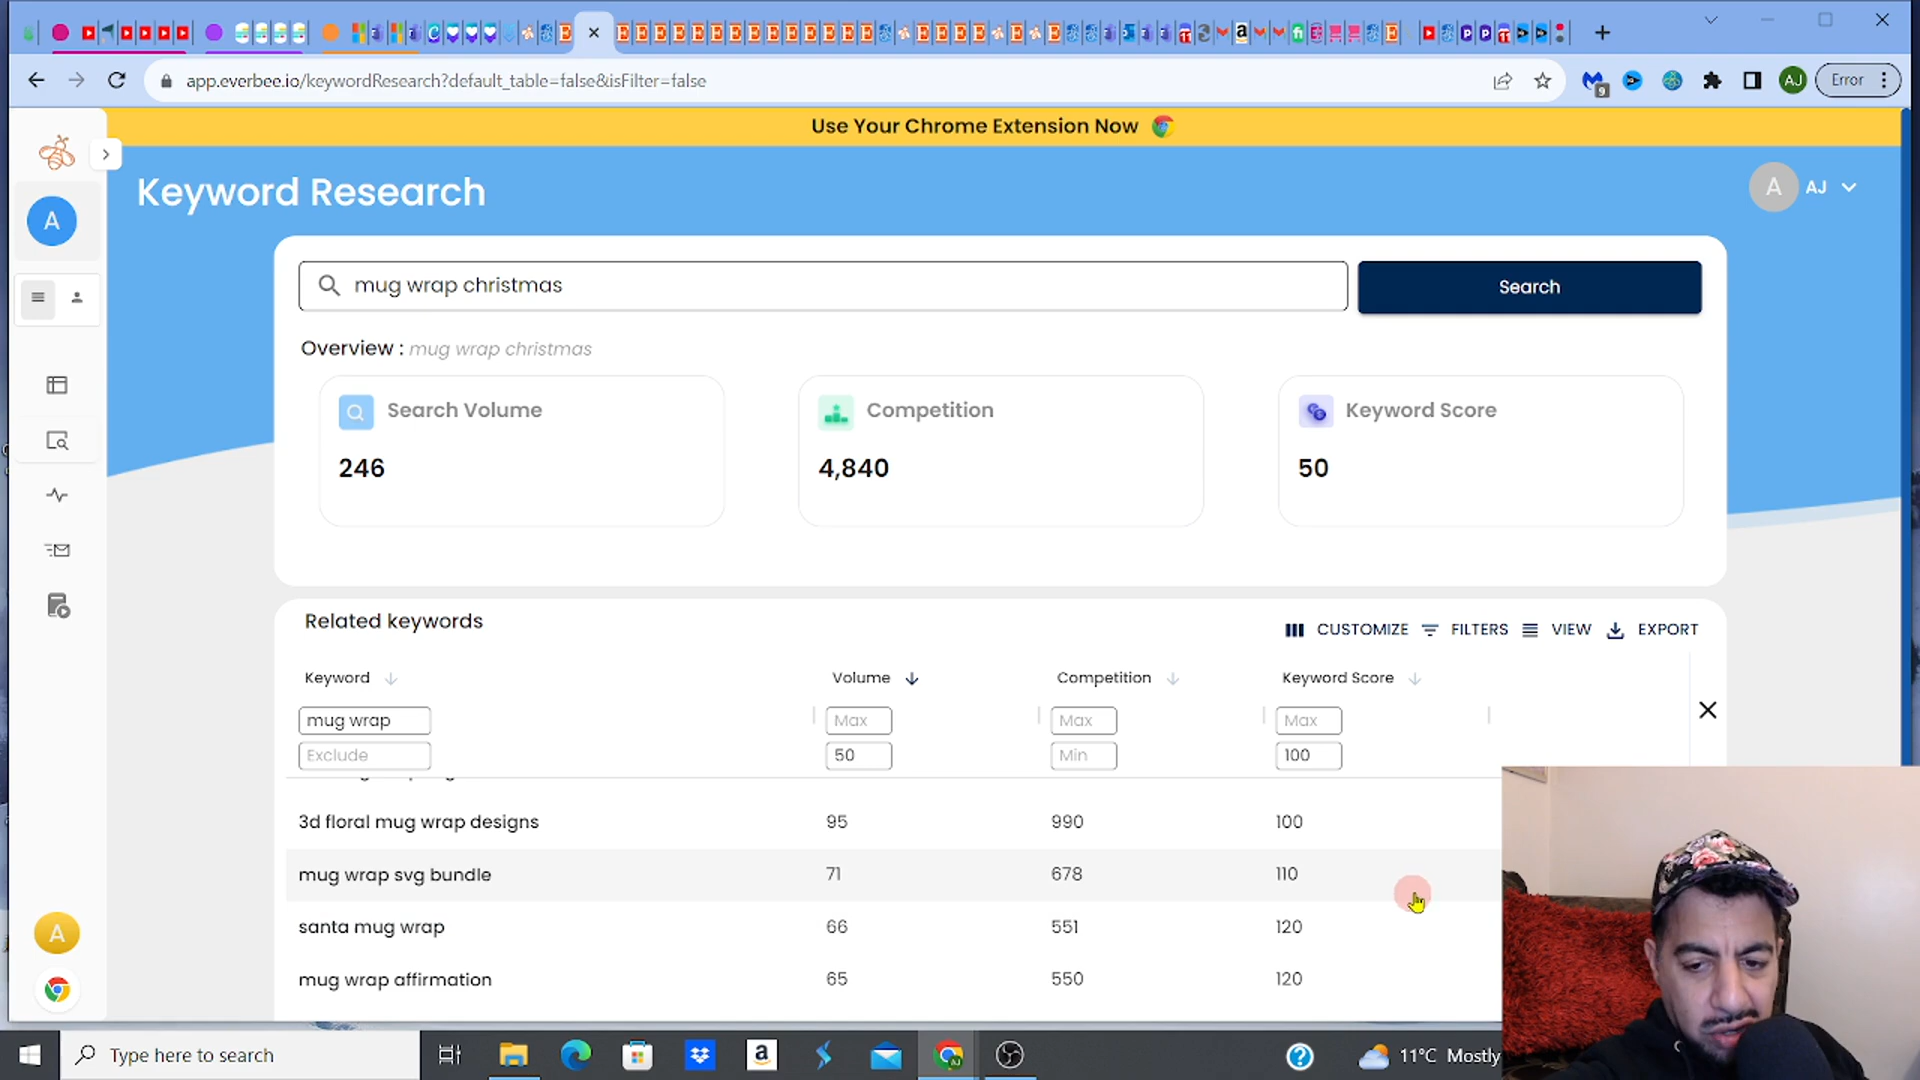 app.everbee.io/keywordResearch?default_table=false&isFilter=false
9
AJ
Error
Use Your Chrome Extension Now
A
Keyword Research
A
AJ
mug wrap christmas
Search
Overview : mug wrap christmas
Search Volume
Competition
Keyword Score
246
4,840
50
Related keywords
CUSTOMIZE
FILTERS
VIEW
EXPORT
Keyword
Volume
Competition
Keyword Score
mug wrap
Max
Max
Max
Exclude
50
Min
100
3d floral mug wrap designs
95
990
100
mug wrap svg bundle
71
678
110
santa mug wrap
66
551
120
A
mug wrap affirmation
65
550
120
Type here to search
11°C Mostly